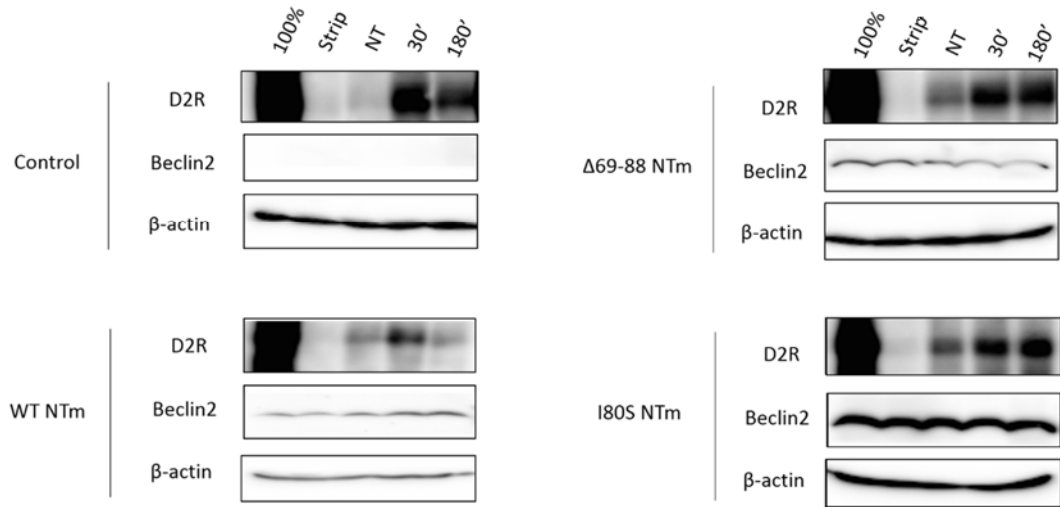 100% Strip NT 30′ 180′
Control
D2R
Beclin2
β-actin
100% Strip NT 30′ 180′
Δ69-88 NTm
D2R
Beclin2
β-actin
WT NTm
D2R
Beclin2
β-actin
I80S NTm
D2R
Beclin2
β-actin